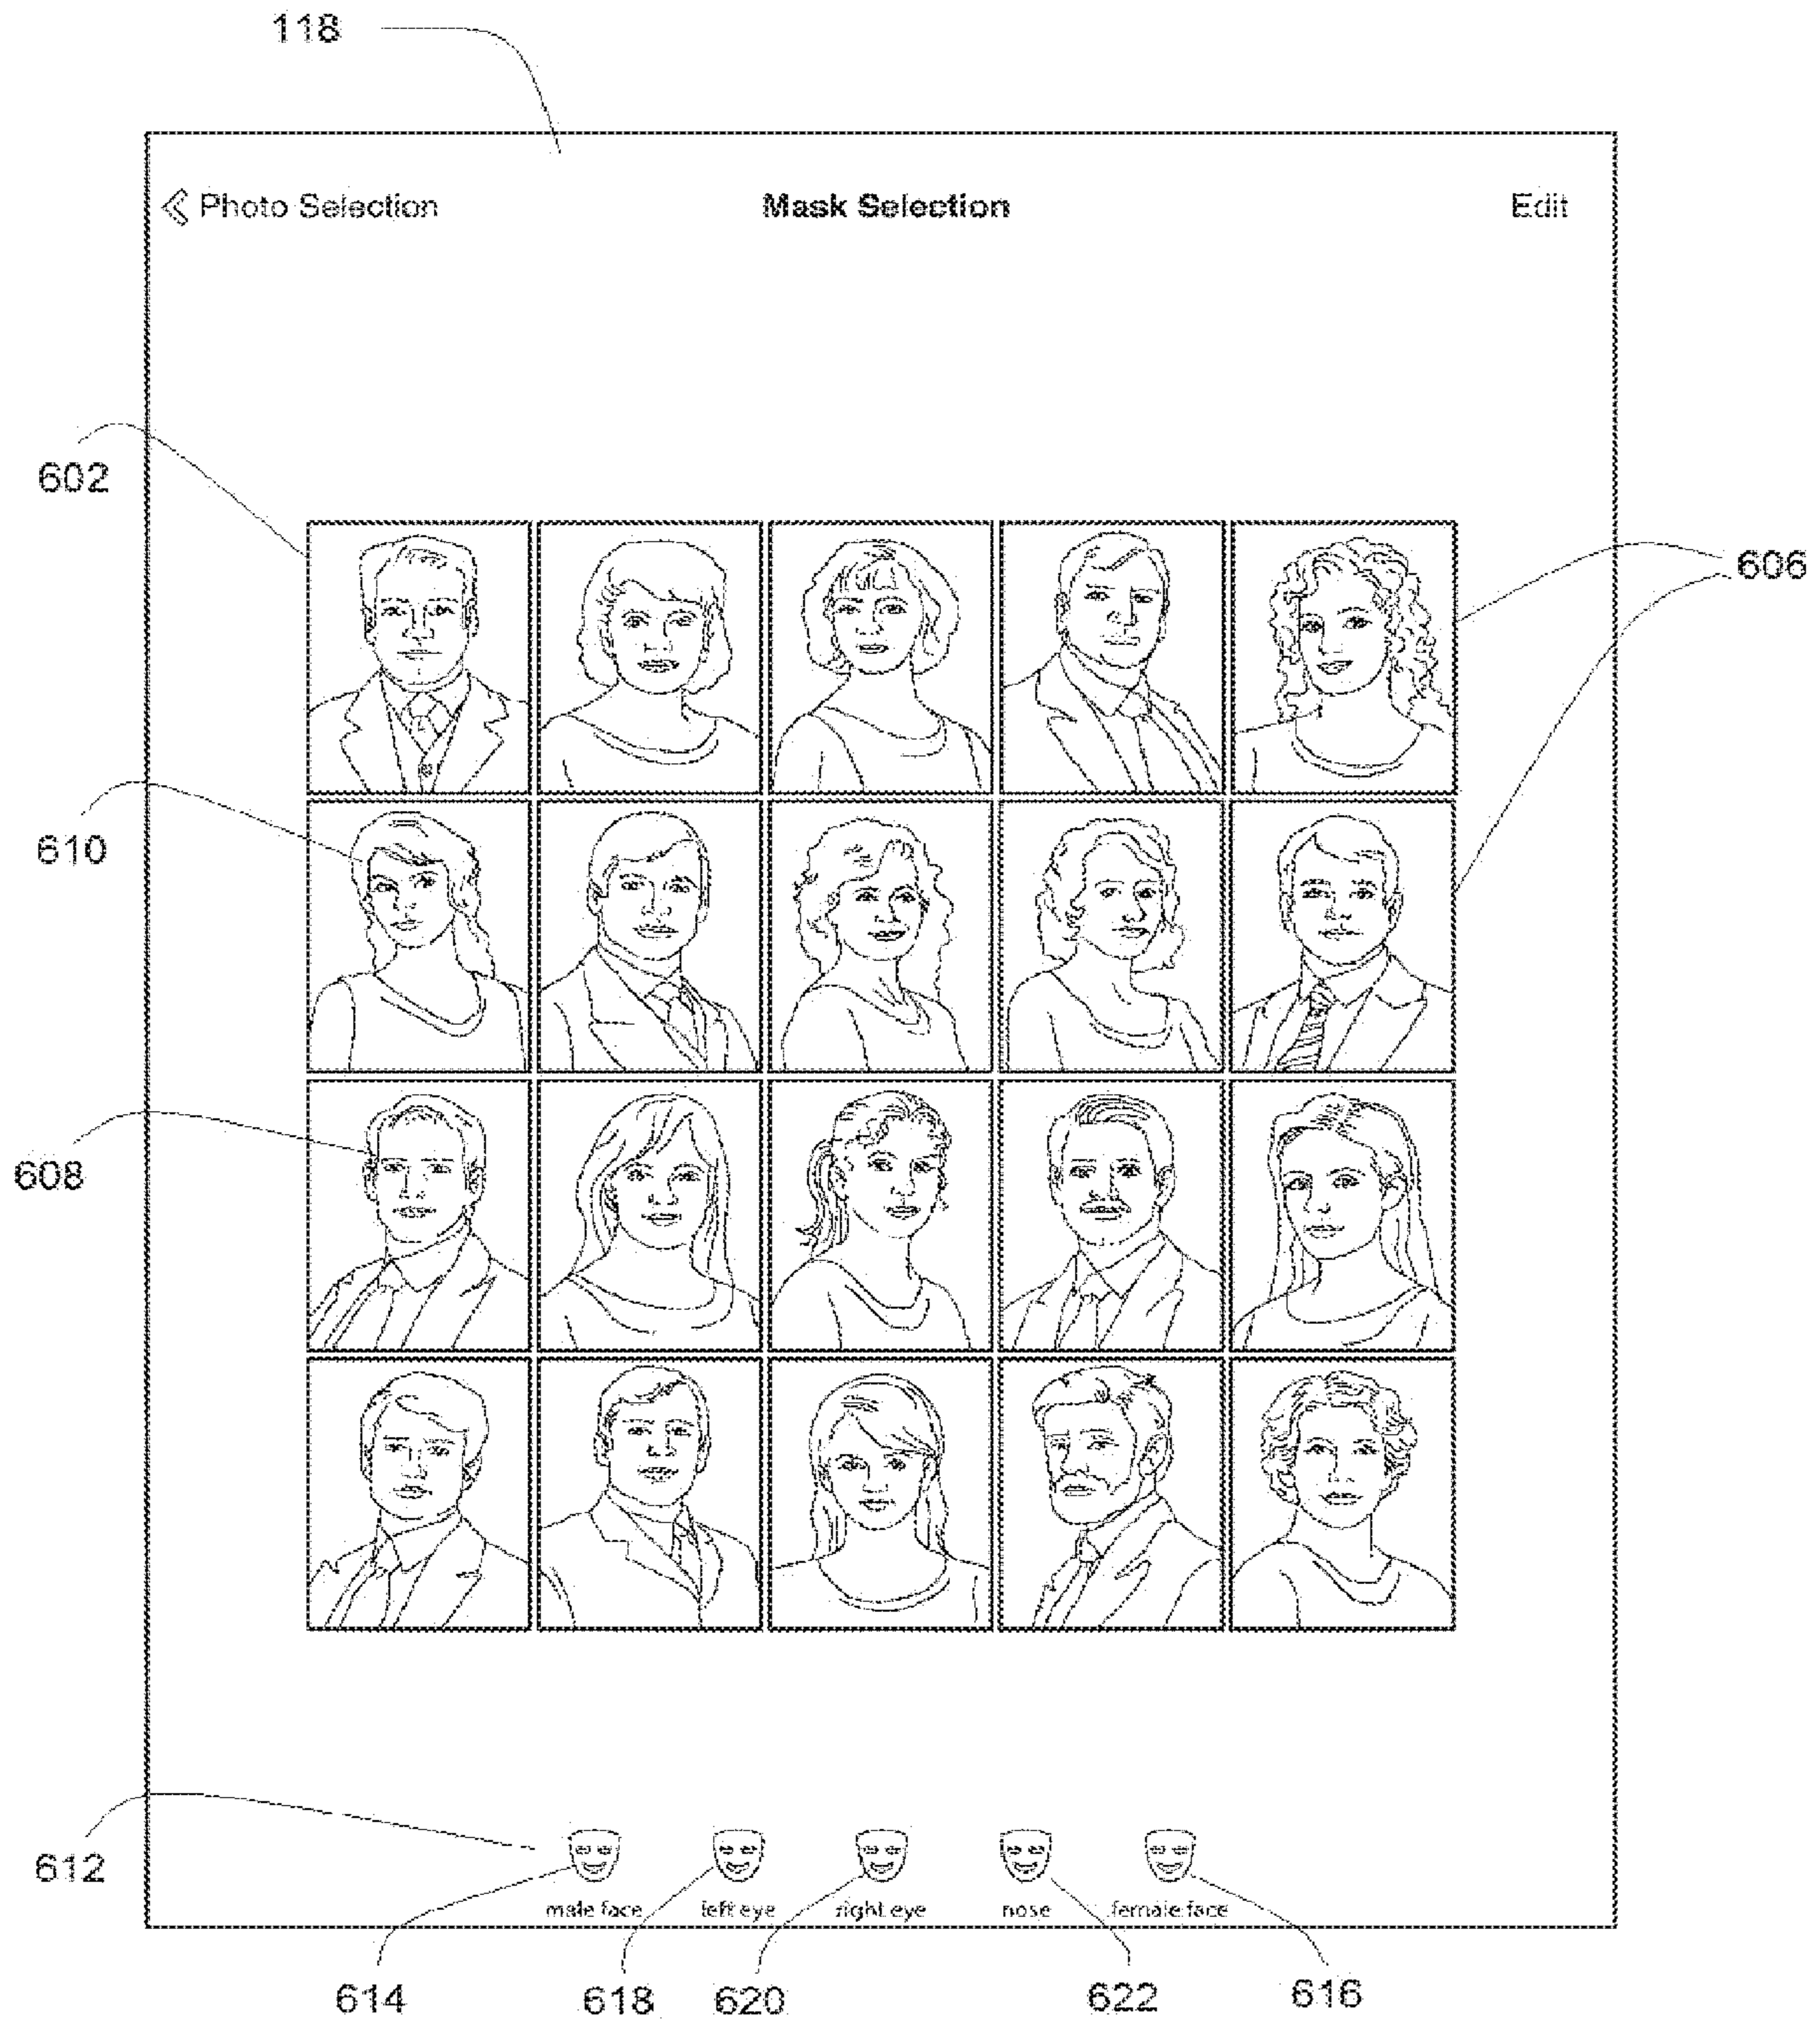 118
Photo Selection Mask Selection Edit
602
606
610
608
612
male face left eye right eye nose female face
614 618 620 622 616